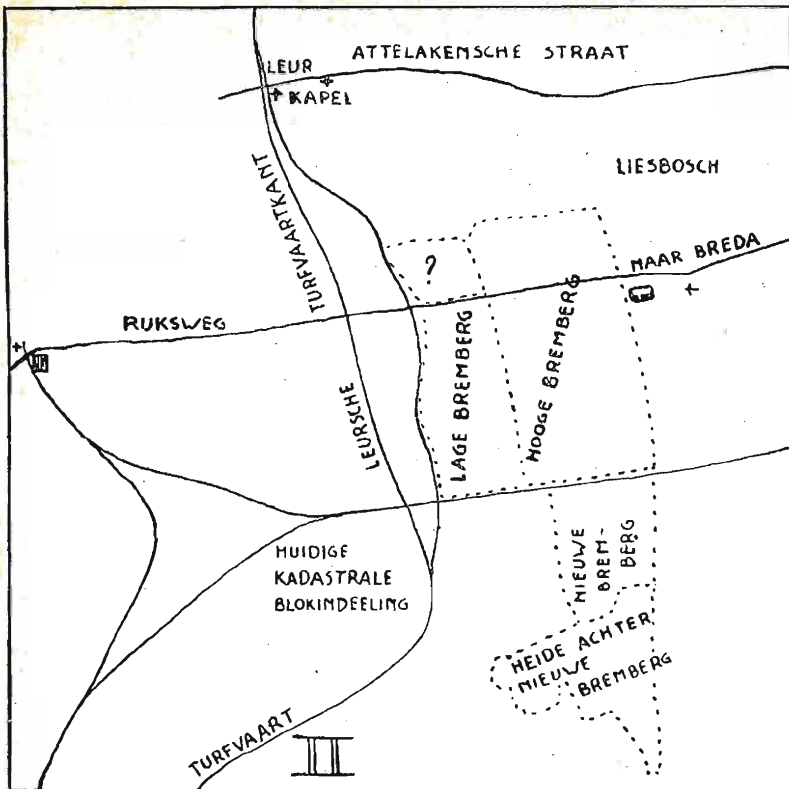 LEUR
ATTELAKENSCHE STRAAT
KAPEL
LIESBOSCH
TURFVAARTKANT
?
NAAR BREDA
RIJKSWEG
LAGE BREMBERG
HOOGE BREMBERG
LEURSCHE
HUIDIGE
KADASTRALE
BLOKINDEELING
NIEUWE
BREM-
BERG
HEIDE ACHTER
NIEUWE
BREMBERG
TURFVAART
II